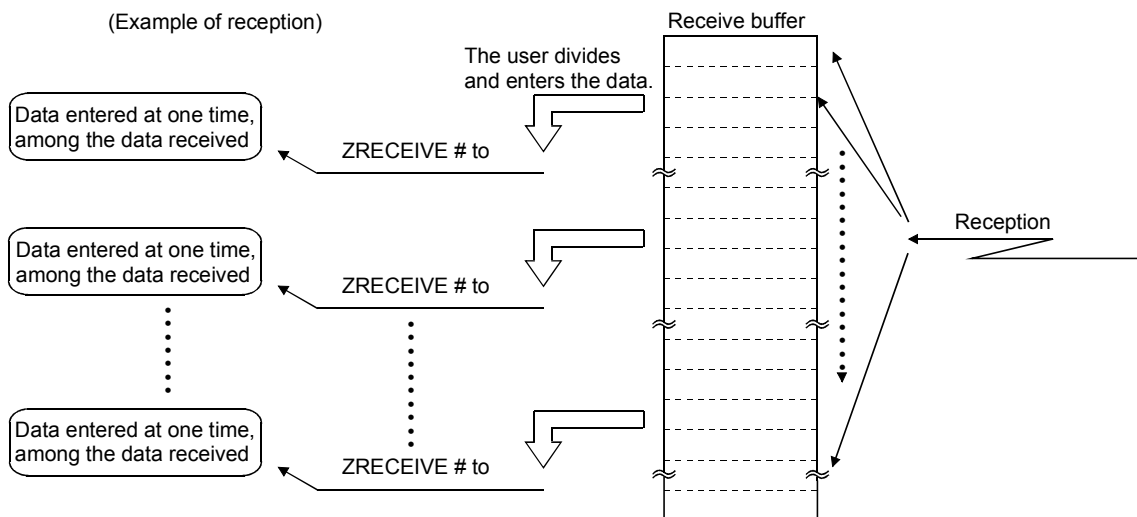 (Example of reception)
Receive buffer
The user divides
and enters the data.
Data entered at one time,
among the data received
ZRECEIVE # to
Reception
Data entered at one time,
among the data received
ZRECEIVE # to
Data entered at one time,
among the data received
ZRECEIVE # to